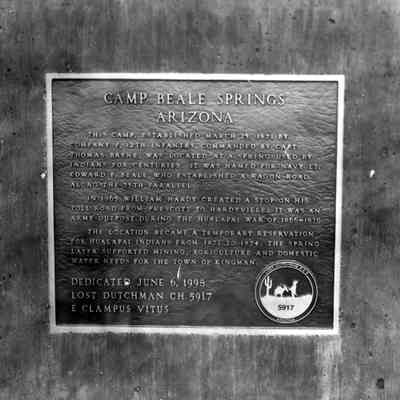 CAMP BEALE SPRINGS
ARIZONA
THIS CAMP, ESTABLISHED MARCH 25, 1871 BY
COMPANY F, 12TH INFANTRY, COMMANDED BY CAPT.
THOMAS BYRNE, WAS LOCATED AT A SPRING USED BY
INDIANS FOR CENTURIES. IT WAS NAMED FOR NAVY LT.
EDWARD F. BEALE, WHO ESTABLISHED A WAGON ROAD
ALONG THE 35TH PARALLEL.
IN 1865 WILLIAM HARDY CREATED A STOP ON HIS
TOLL ROAD FROM PRESCOTT TO HARDYVILLE. IT WAS AN
ARMY OUTPOST DURING THE HUALAPAI WAR OF 1866-1870.
THE LOCATION BECAME A TEMPORARY RESERVATION
FOR HUALAPAI INDIANS FROM 1873 TO 1874. THE SPRING
LATER SUPPORTED MINING, AGRICULTURE AND DOMESTIC
WATER NEEDS FOR THE TOWN OF KINGMAN.
DEDICATED JUNE 6, 1998
LOST DUTCHMAN CH. 5917
E CLAMPUS VITUS
5917